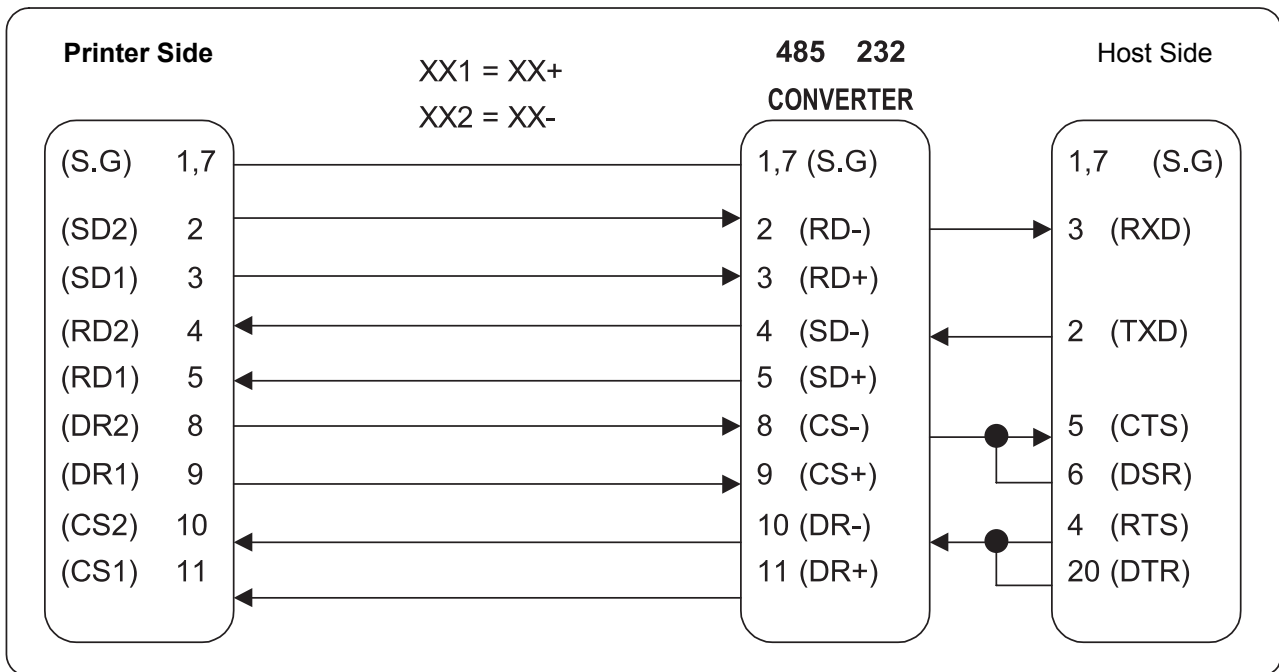 Printer Side
XX1 = XX+
XX2 = XX-
485 232
CONVERTER
Host Side
(S.G) 1,7
(SD2) 2
(SD1) 3
(RD2) 4
(RD1) 5
(DR2) 8
(DR1) 9
(CS2) 10
(CS1) 11
1,7 (S.G)
2 (RD-)
3 (RD+)
4 (SD-)
5 (SD+)
8 (CS-)
9 (CS+)
10 (DR-)
11 (DR+)
1,7 (S.G)
3 (RXD)
2 (TXD)
5 (CTS)
6 (DSR)
4 (RTS)
20 (DTR)